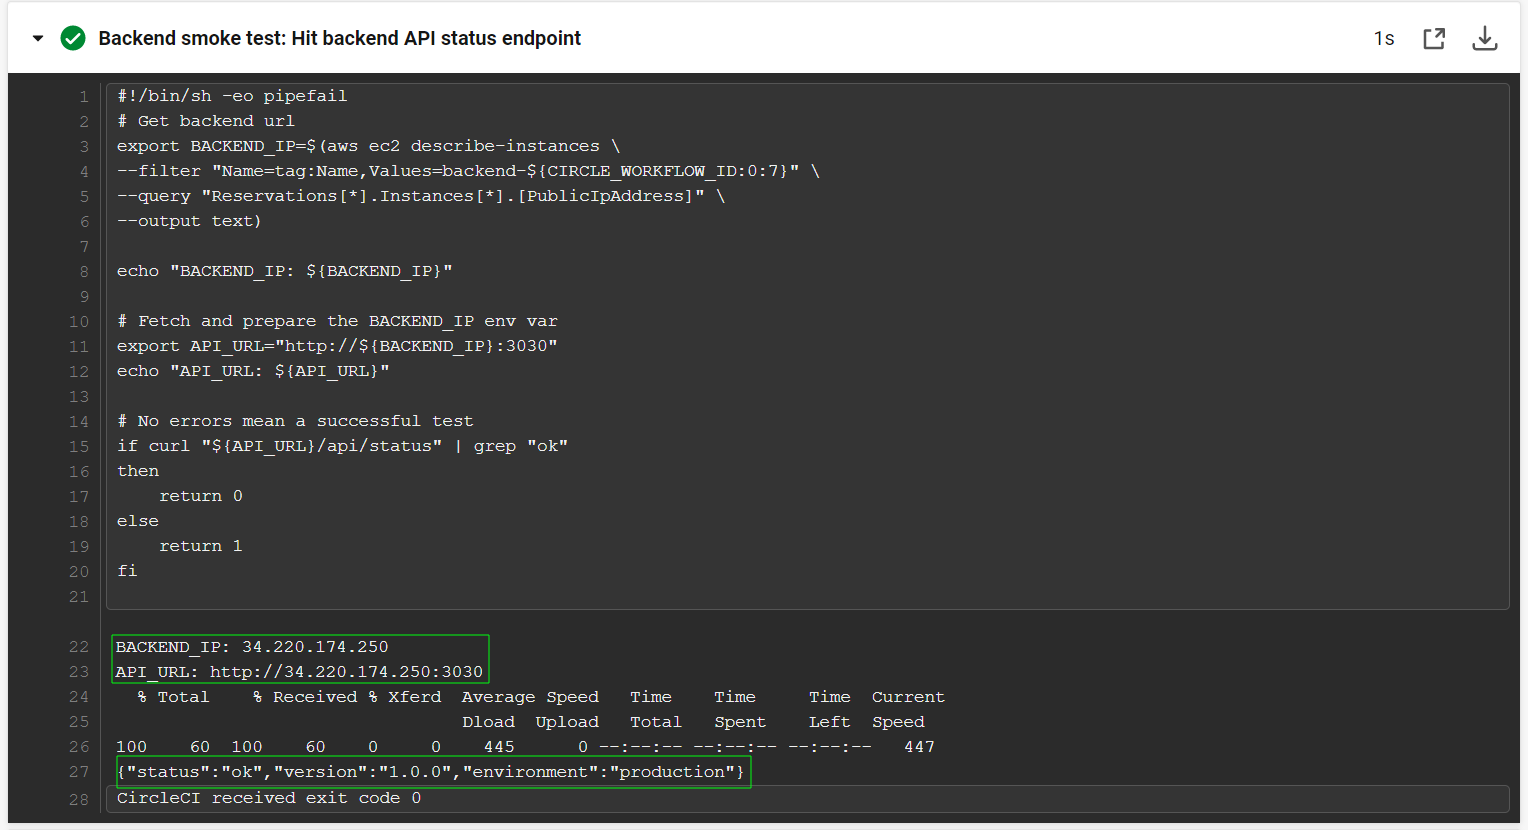 Backend smoke test: Hit backend API status endpoint 1s
1 #!/bin/sh -eo pipefail
2 # Get backend url
3 export BACKEND_IP=$(aws ec2 describe-instances \
4 --filter "Name=tag:Name,Values=backend-${CIRCLE_WORKFLOW_ID:0:7}" \
5 --query "Reservations[*].Instances[*].[PublicIpAddress]" \
6 --output text)
7
8 echo "BACKEND_IP: ${BACKEND_IP}"
9
10 # Fetch and prepare the BACKEND_IP env var
11 export API_URL="http://${BACKEND_IP}:3030"
12 echo "API_URL: ${API_URL}"
13
14 # No errors mean a successful test
15 if curl "${API_URL}/api/status" | grep "ok"
16 then
17     return 0
18 else
19     return 1
20 fi
21
22 BACKEND_IP: 34.220.174.250
23 API_URL: http://34.220.174.250:3030
24   % Total    % Received % Xferd  Average Speed   Time    Time     Time  Current
25                                  Dload  Upload   Total   Spent    Left  Speed
26 100    60  100    60    0     0    445      0 --:--:-- --:--:-- --:--:--   447
27 {"status":"ok","version":"1.0.0","environment":"production"}
28 CircleCI received exit code 0